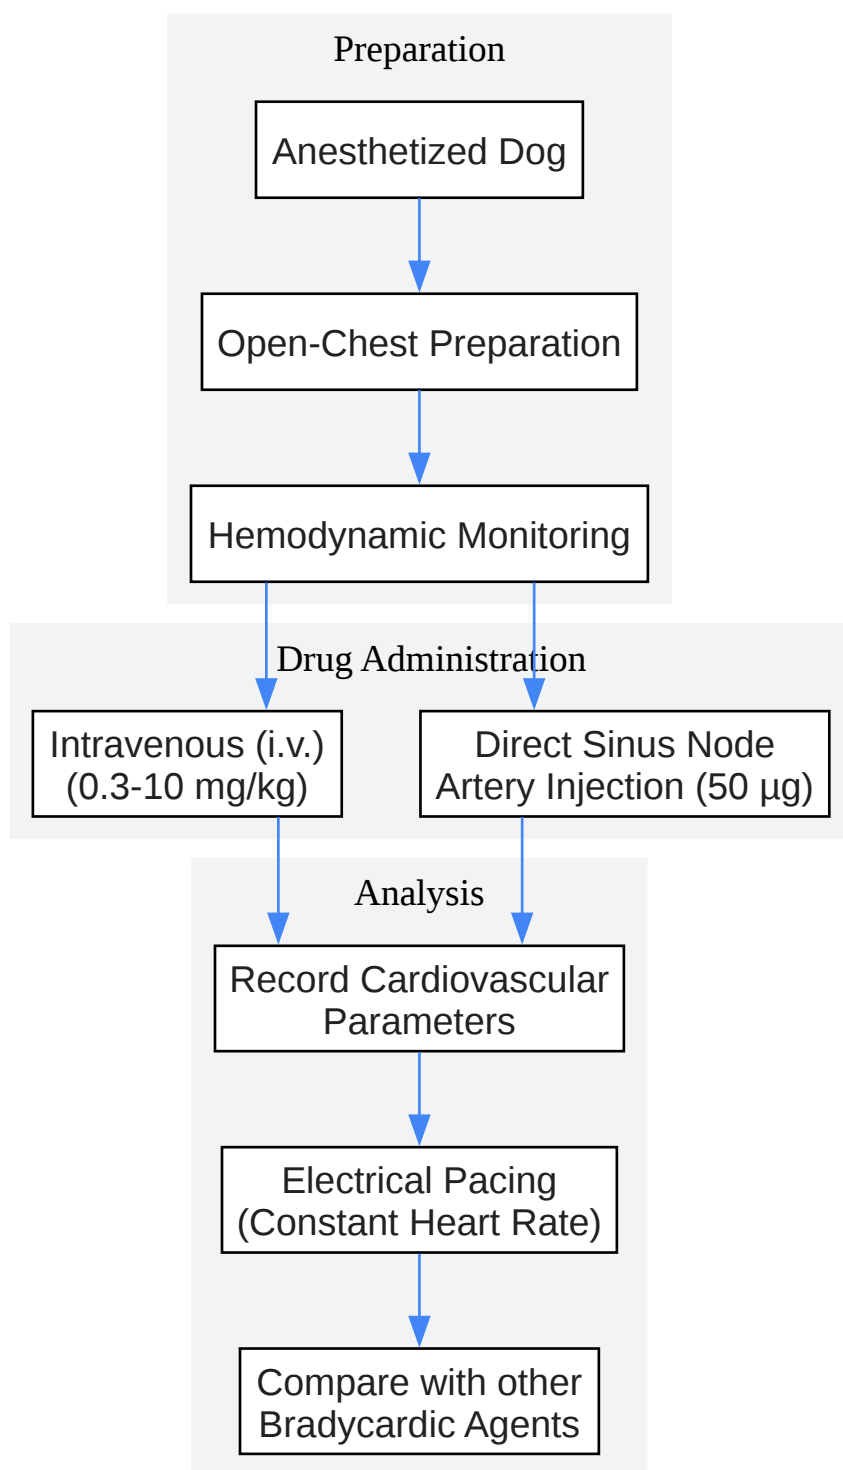 Preparation
Anesthetized Dog
Open-Chest Preparation
Hemodynamic Monitoring
Drug Administration
Intravenous (i.v.)
(0.3-10 mg/kg)
Direct Sinus Node
Artery Injection (50 µg)
Analysis
Record Cardiovascular
Parameters
Electrical Pacing
(Constant Heart Rate)
Compare with other
Bradycardic Agents